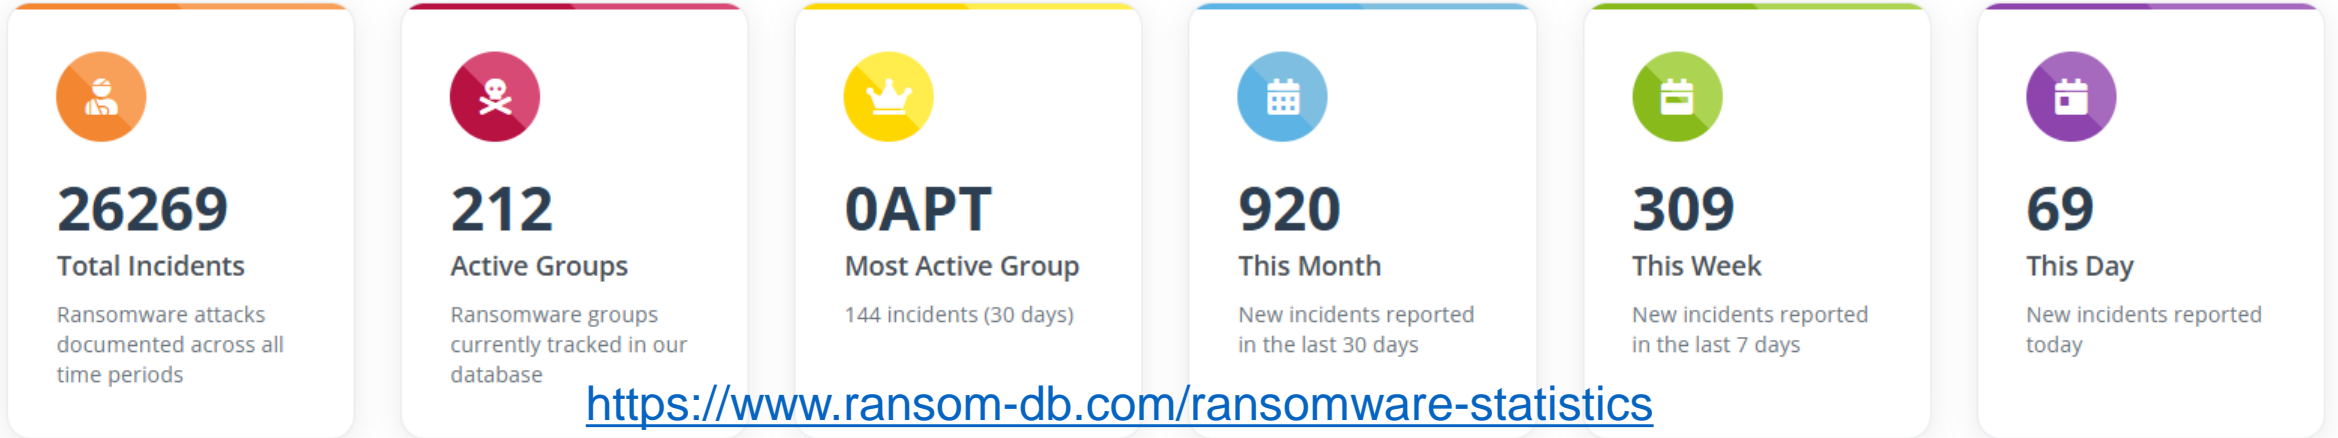 26269
Total Incidents
Ransomware attacks
documented across all
time periods
212
Active Groups
Ransomware groups
currently tracked in our
database
0APT
Most Active Group
144 incidents (30 days)
920
This Month
New incidents reported
in the last 30 days
309
This Week
New incidents reported
in the last 7 days
69
This Day
New incidents reported
today
https://www.ransom-db.com/ransomware-statistics